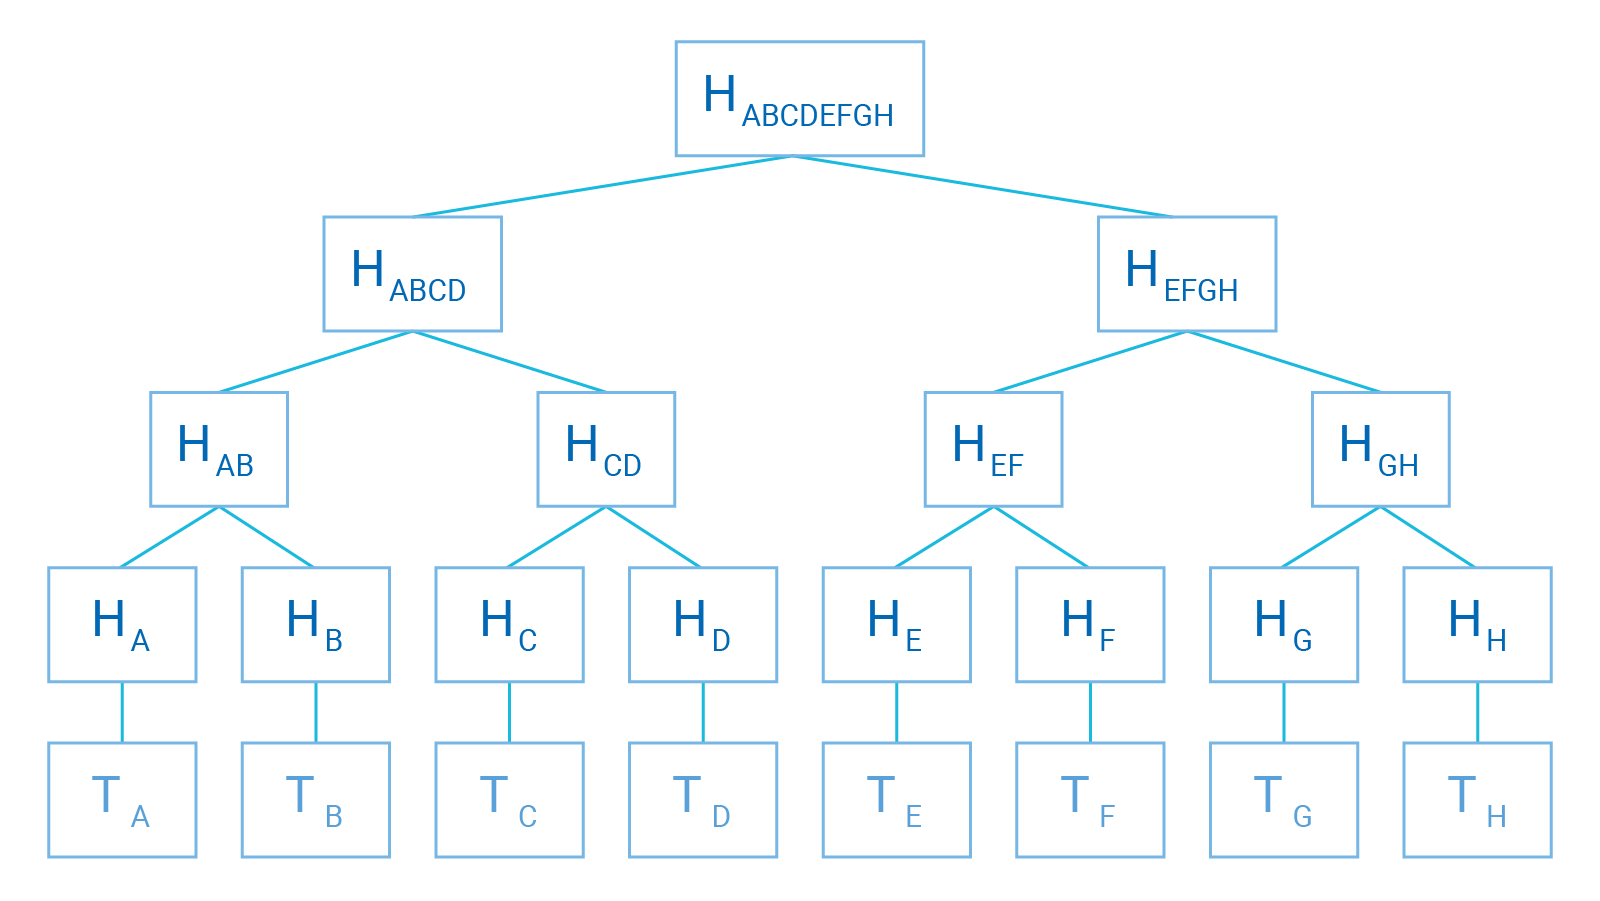 H ABCDEFGH
H ABCD H EFGH
H AB H CD H EF H GH
H A H B H C H D H E H F H G H H
T A T B T C T D T E T F T G T H